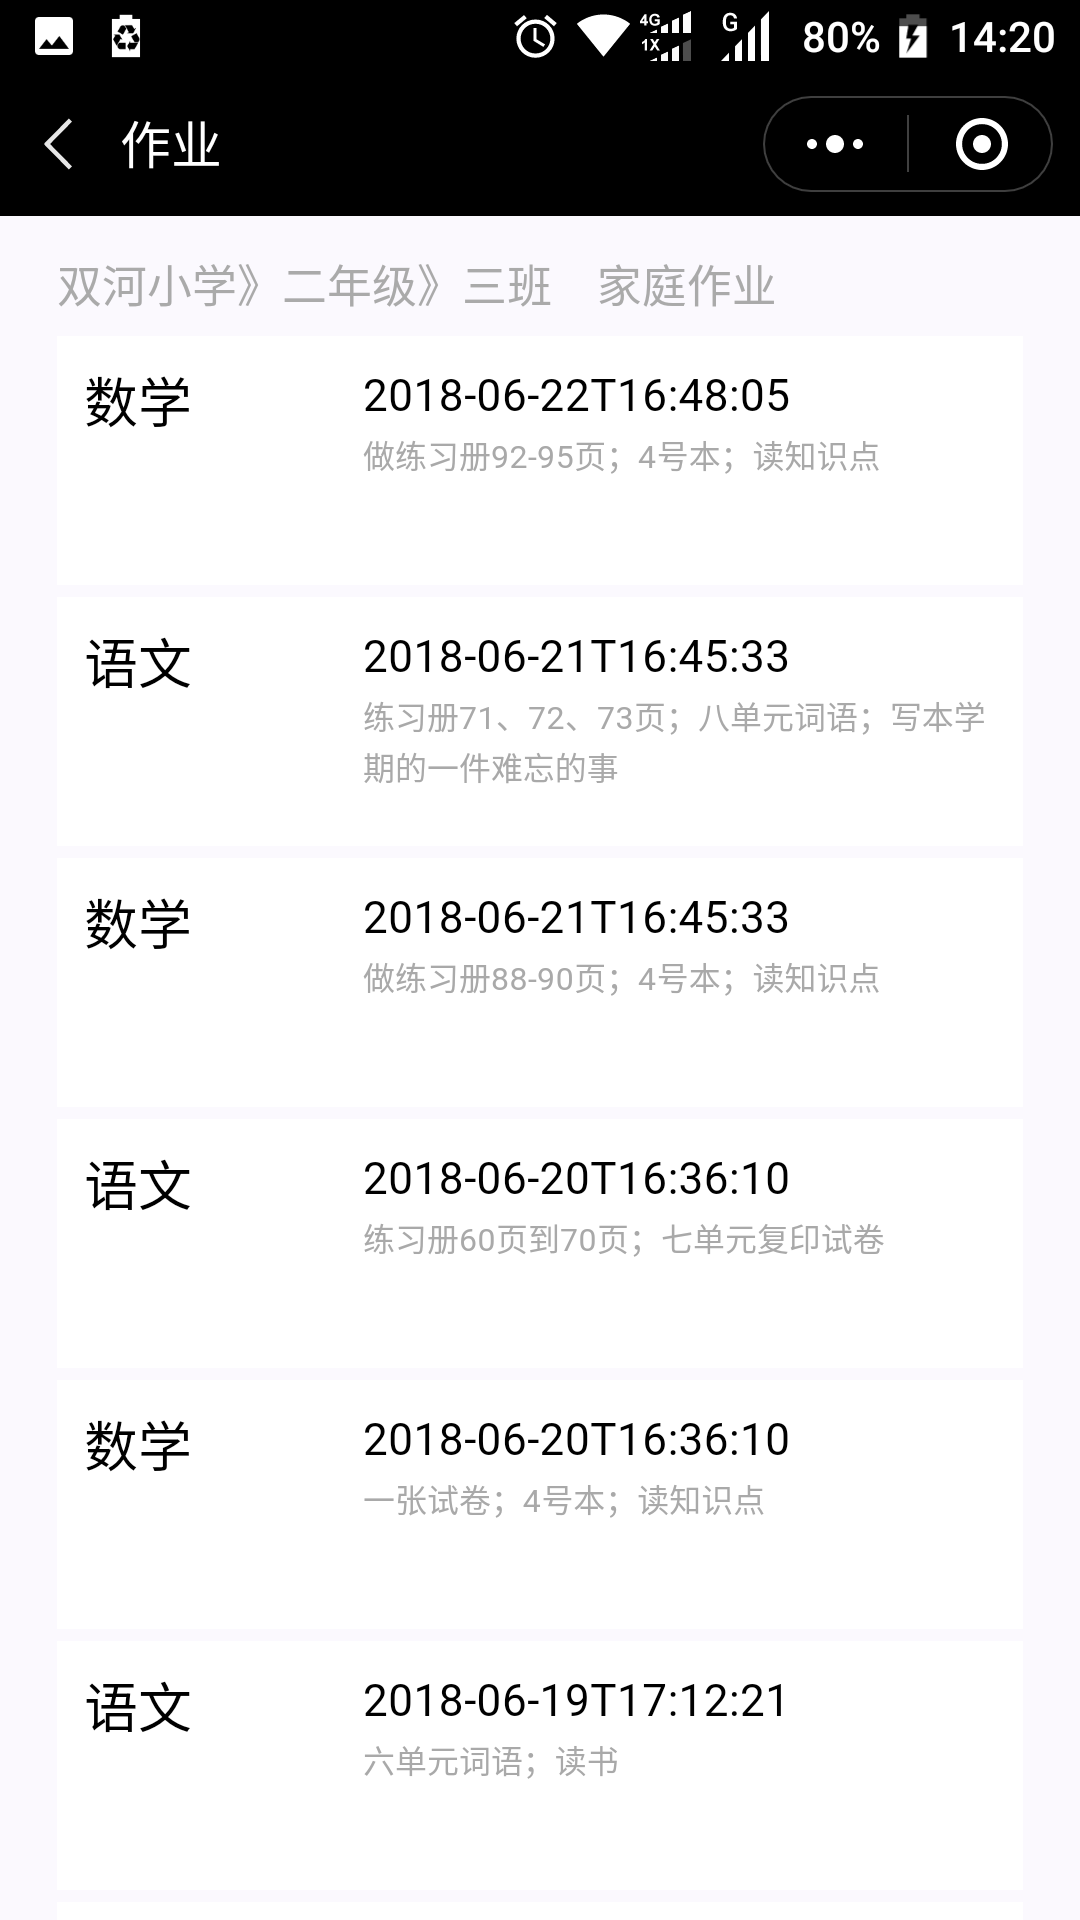 4G
1X
G
80%
14:20
作业
双河小学》二年级》三班 家庭作业
数学
2018-06-22T16:48:05
做练习册92-95页；4号本；读知识点
语文
2018-06-21T16:45:33
练习册71、72、73页；八单元词语；写本学
期的一件难忘的事
数学
2018-06-21T16:45:33
做练习册88-90页；4号本；读知识点
语文
2018-06-20T16:36:10
练习册60页到70页；七单元复印试卷
数学
2018-06-20T16:36:10
一张试卷；4号本；读知识点
语文
2018-06-19T17:12:21
六单元词语；读书